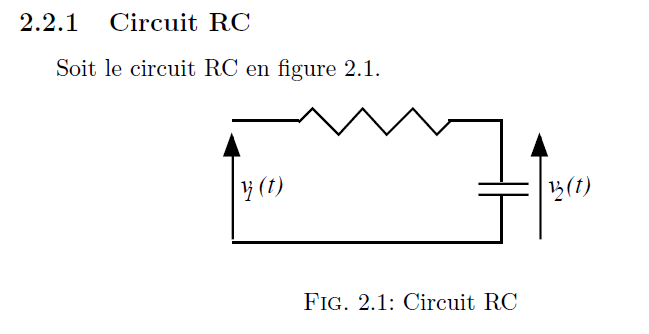 2.2.1 Circuit RC
Soit le circuit RC en figure 2.1.
v1(t)
v2(t)
FIG. 2.1: Circuit RC